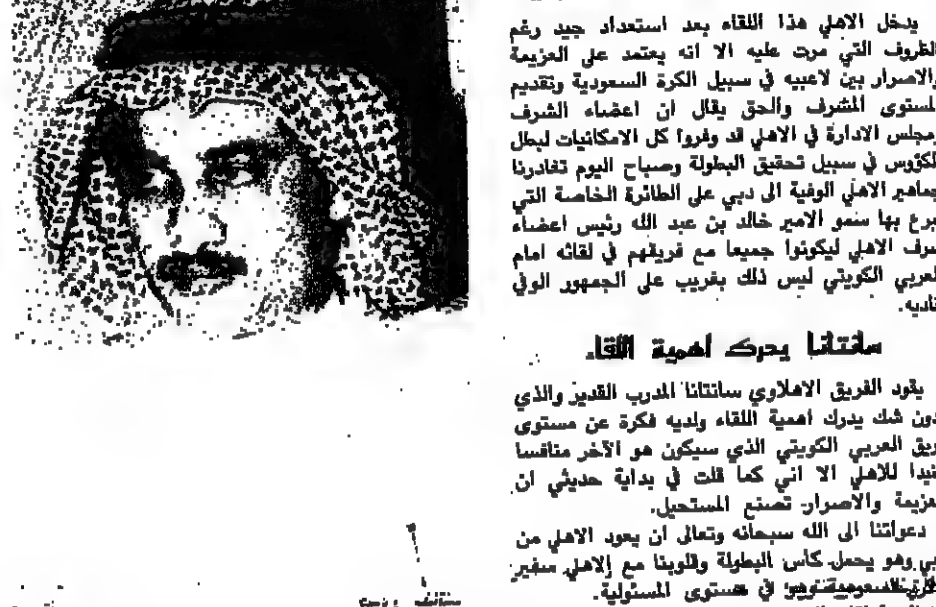 يدخل الاهلي هذا اللقاء بعد استعداد جيد رغم
الظروف التي مرت عليه الا انه يعتمد على العزيمة
والاصرار بين لاعبيه في سبيل الكرة السعودية وتقديم
المستوى المشرف والحق يقال ان اعضاء الشرف
ومجلس الادارة في الاهلي قد وفروا كل الامكانيات لبطل
الكؤوس في سبيل تحقيق البطولة وصباح اليوم تغادرنا
جماهير الاهلي الوفية الى دبي على الطائرة الخاصة التي
تبرع بها سمو الامير خالد بن عبد الله رئيس اعضاء
شرف الاهلي ليكونوا جميعا مع فريقهم في لقائه امام
العربي الكويتي ليس ذلك بغريب على الجمهور الوفي
لناديه.
سانتانا يدرك اهمية اللقاء
يقود الفريق الاهلاوي سانتانا المدرب القدير والذي
دون شك يدرك اهمية اللقاء ولديه فكرة عن مستوى
فريق العربي الكويتي الذي سيكون هو الآخر منافسا
عنيدا للاهلي الا اني كما قلت في بداية حديثي ان
العزيمة والاصرار تصنع المستحيل.
دعواتنا الى الله سبحانه وتعالى ان يعود الاهلي من
دبي وهو يحمل كأس البطولة وقلوبنا مع الاهلي سفير
السعودية وهو في مستوى المسئولية.